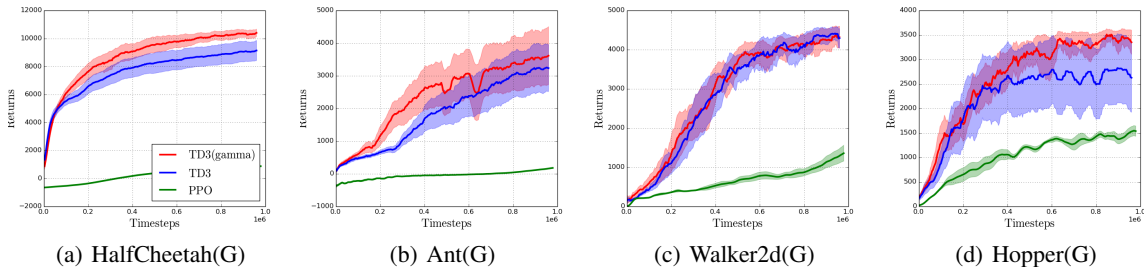 12000
10000
8000
6000
4000
2000
0
−2000
Returns
0.0 0.2 0.4 0.6 0.8 1.0
1e6
Timesteps
TD3(gamma)
TD3
PPO
(a) HalfCheetah(G)
5000
4000
3000
2000
1000
0
−1000
Returns
0.0 0.2 0.4 0.6 0.8 1.0
1e6
Timesteps
(b) Ant(G)
5000
4000
3000
2000
1000
0
Returns
0.0 0.2 0.4 0.6 0.8 1.0
1e6
Timesteps
(c) Walker2d(G)
4000
3500
3000
2500
2000
1500
1000
500
0
Returns
0.0 0.2 0.4 0.6 0.8 1.0
1e6
Timesteps
(d) Hopper(G)